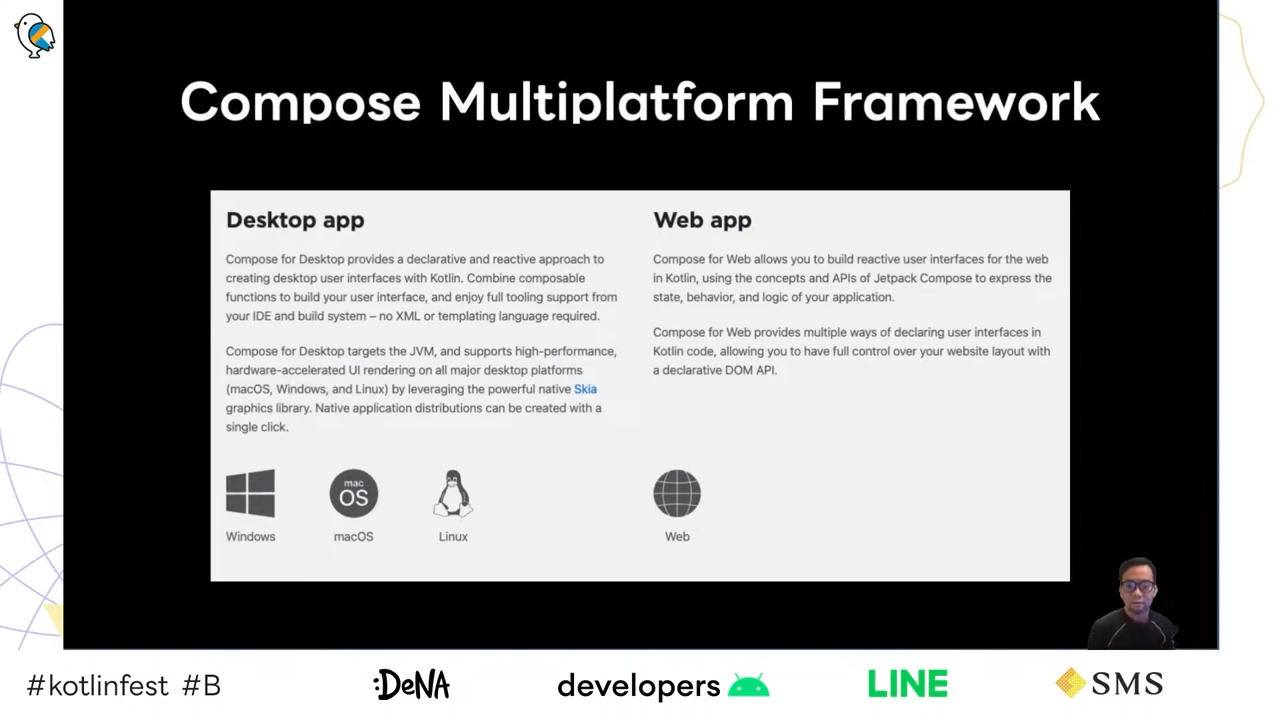 Compose Multiplatform Framework
Desktop app
Compose for Desktop provides a declarative and reactive approach to
creating desktop user interfaces with Kotlin. Combine composable
functions to build your user interface, and enjoy full tooling support from
your IDE and build system – no XML or templating language required.
Compose for Desktop targets the JVM, and supports high-performance,
hardware-accelerated UI rendering on all major desktop platforms
(macOS, Windows, and Linux) by leveraging the powerful native Skia
graphics library. Native application distributions can be created with a
single click.
mac
OS
Windows
macOS
Linux
Web app
Compose for Web allows you to build reactive user interfaces for the web
in Kotlin, using the concepts and APIs of Jetpack Compose to express the
state, behavior, and logic of your application.
Compose for Web provides multiple ways of declaring user interfaces in
Kotlin code, allowing you to have full control over your website layout with
a declarative DOM API.
Web
#kotlinfest #B
:DeNA
developers
LINE
SMS